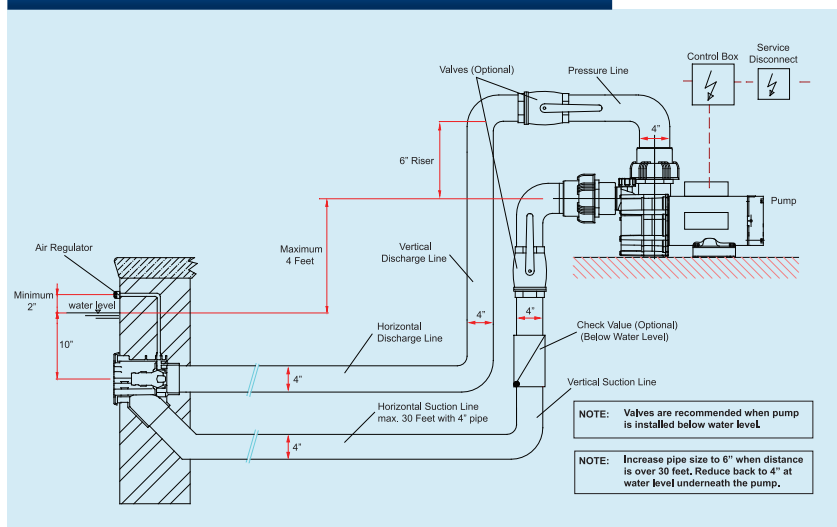 Service
Disconnect
Control Box
Valves (Optional)
Pressure Line
4"
6" Riser
Pump
Maximum
4 Feet
Vertical
Discharge Line
Air Regulator
Minimum
2"
water level
10"
4"
4"
Check Value (Optional)
(Below Water Level)
Horizontal
Discharge Line
4"
Vertical Suction Line
Horizontal Suction Line
max. 30 Feet with 4" pipe
4"
NOTE: Valves are recommended when pump
is installed below water level.
NOTE: Increase pipe size to 6" when distance
is over 30 feet. Reduce back to 4" at
water level underneath the pump.